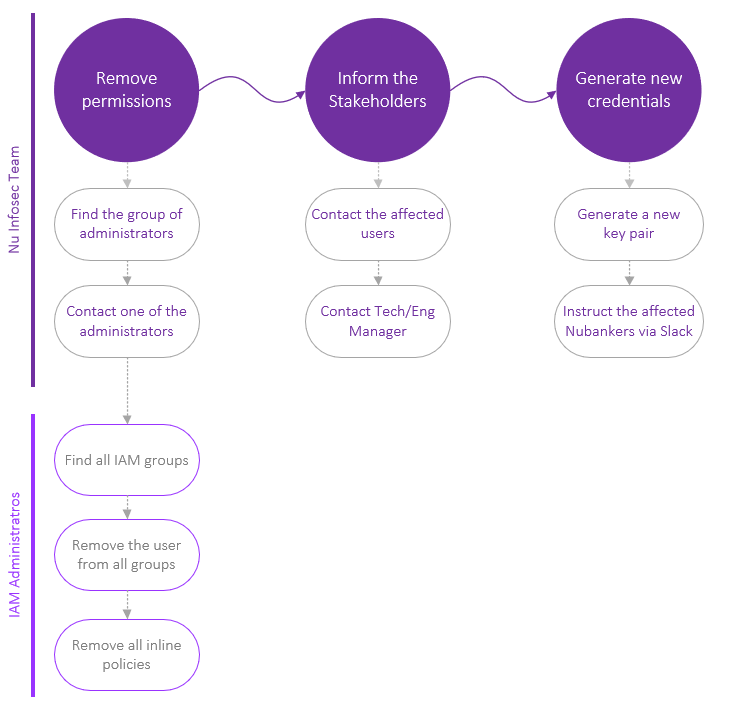 Nu Infosec Team
Remove
permissions
Inform the
Stakeholders
Generate new
credentials
Find the group of
administrators
Contact the affected
users
Generate a new
key pair
Contact one of the
administrators
Contact Tech/Eng
Manager
Instruct the affected
Nubankers via Slack
IAM Administratros
Find all IAM groups
Remove the user
from all groups
Remove all inline
policies